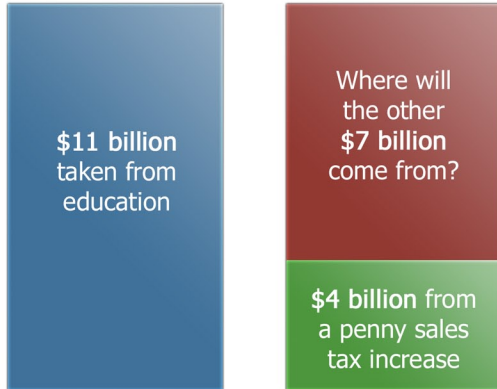 $11 billion
taken from
education
Where will
the other
$7 billion
come from?
$4 billion from
a penny sales
tax increase